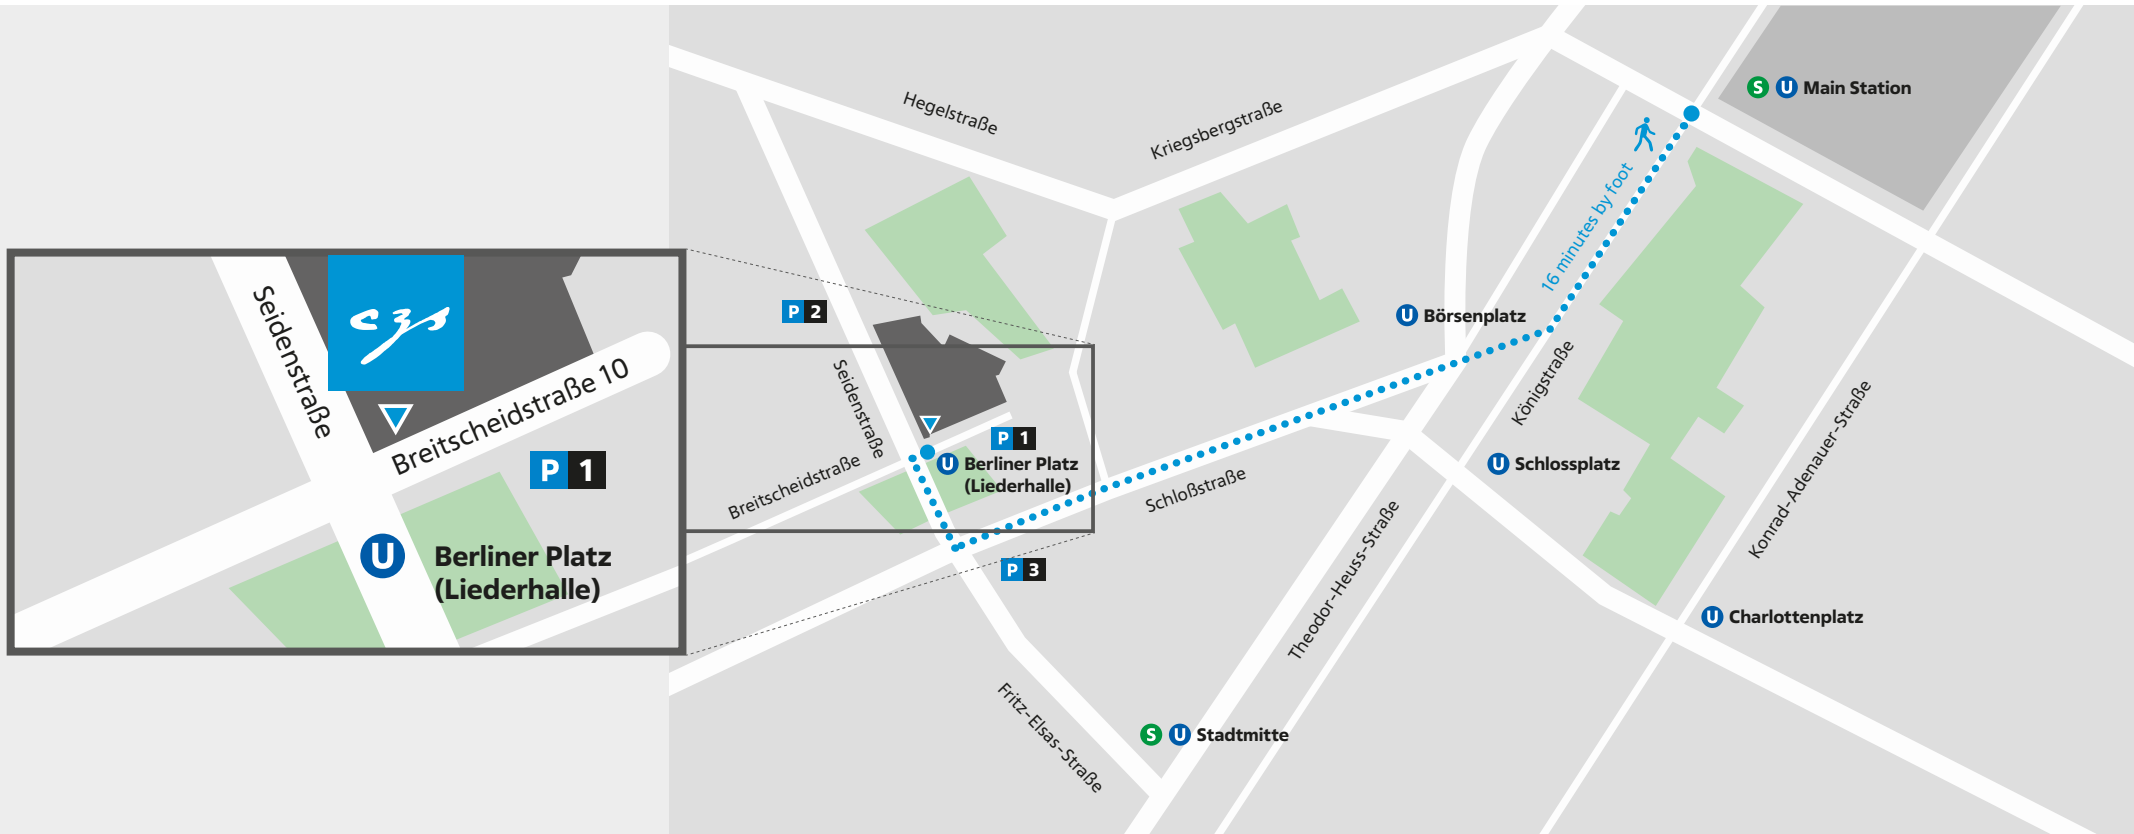 Hegelstraße
Kriegsbergstraße
S U Main Station
16 minutes by foot
P 2
U Börsenplatz
Seidenstraße
Breitscheidstraße 10
P 1
U Berliner Platz
(Liederhalle)
Seidenstraße
P 1
U Berliner Platz
(Liederhalle)
Breitscheidstraße
Schloßstraße
Königstraße
U Schlossplatz
Konrad-Adenauer-Straße
P 3
Theodor-Heuss-Straße
U Charlottenplatz
Fritz-Elsas-Straße
S U Stadtmitte